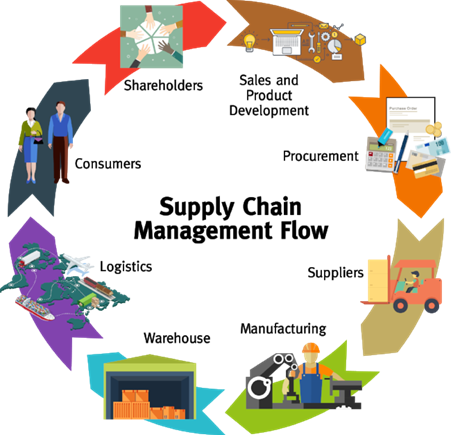 Shareholders
Sales and
Product
Development
Purchase Order
Procurement
Consumers
Supply Chain
Management Flow
Logistics
Suppliers
Warehouse
Manufacturing